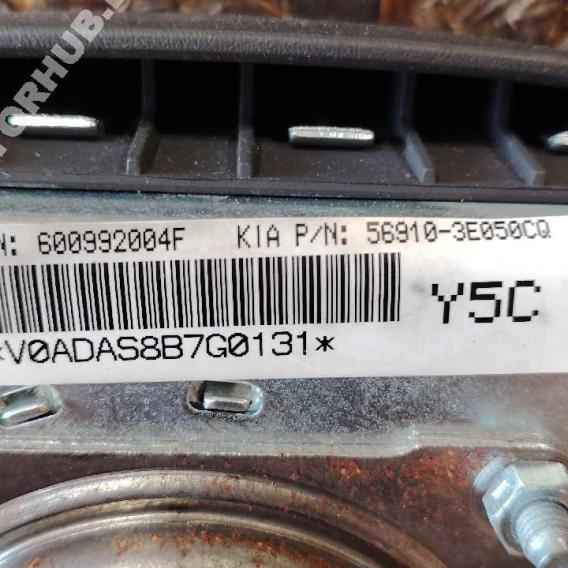 N: 600992004F KIA P/N: 56910-3E050CQ
Y5C
*V0ADAS8B7G0131*